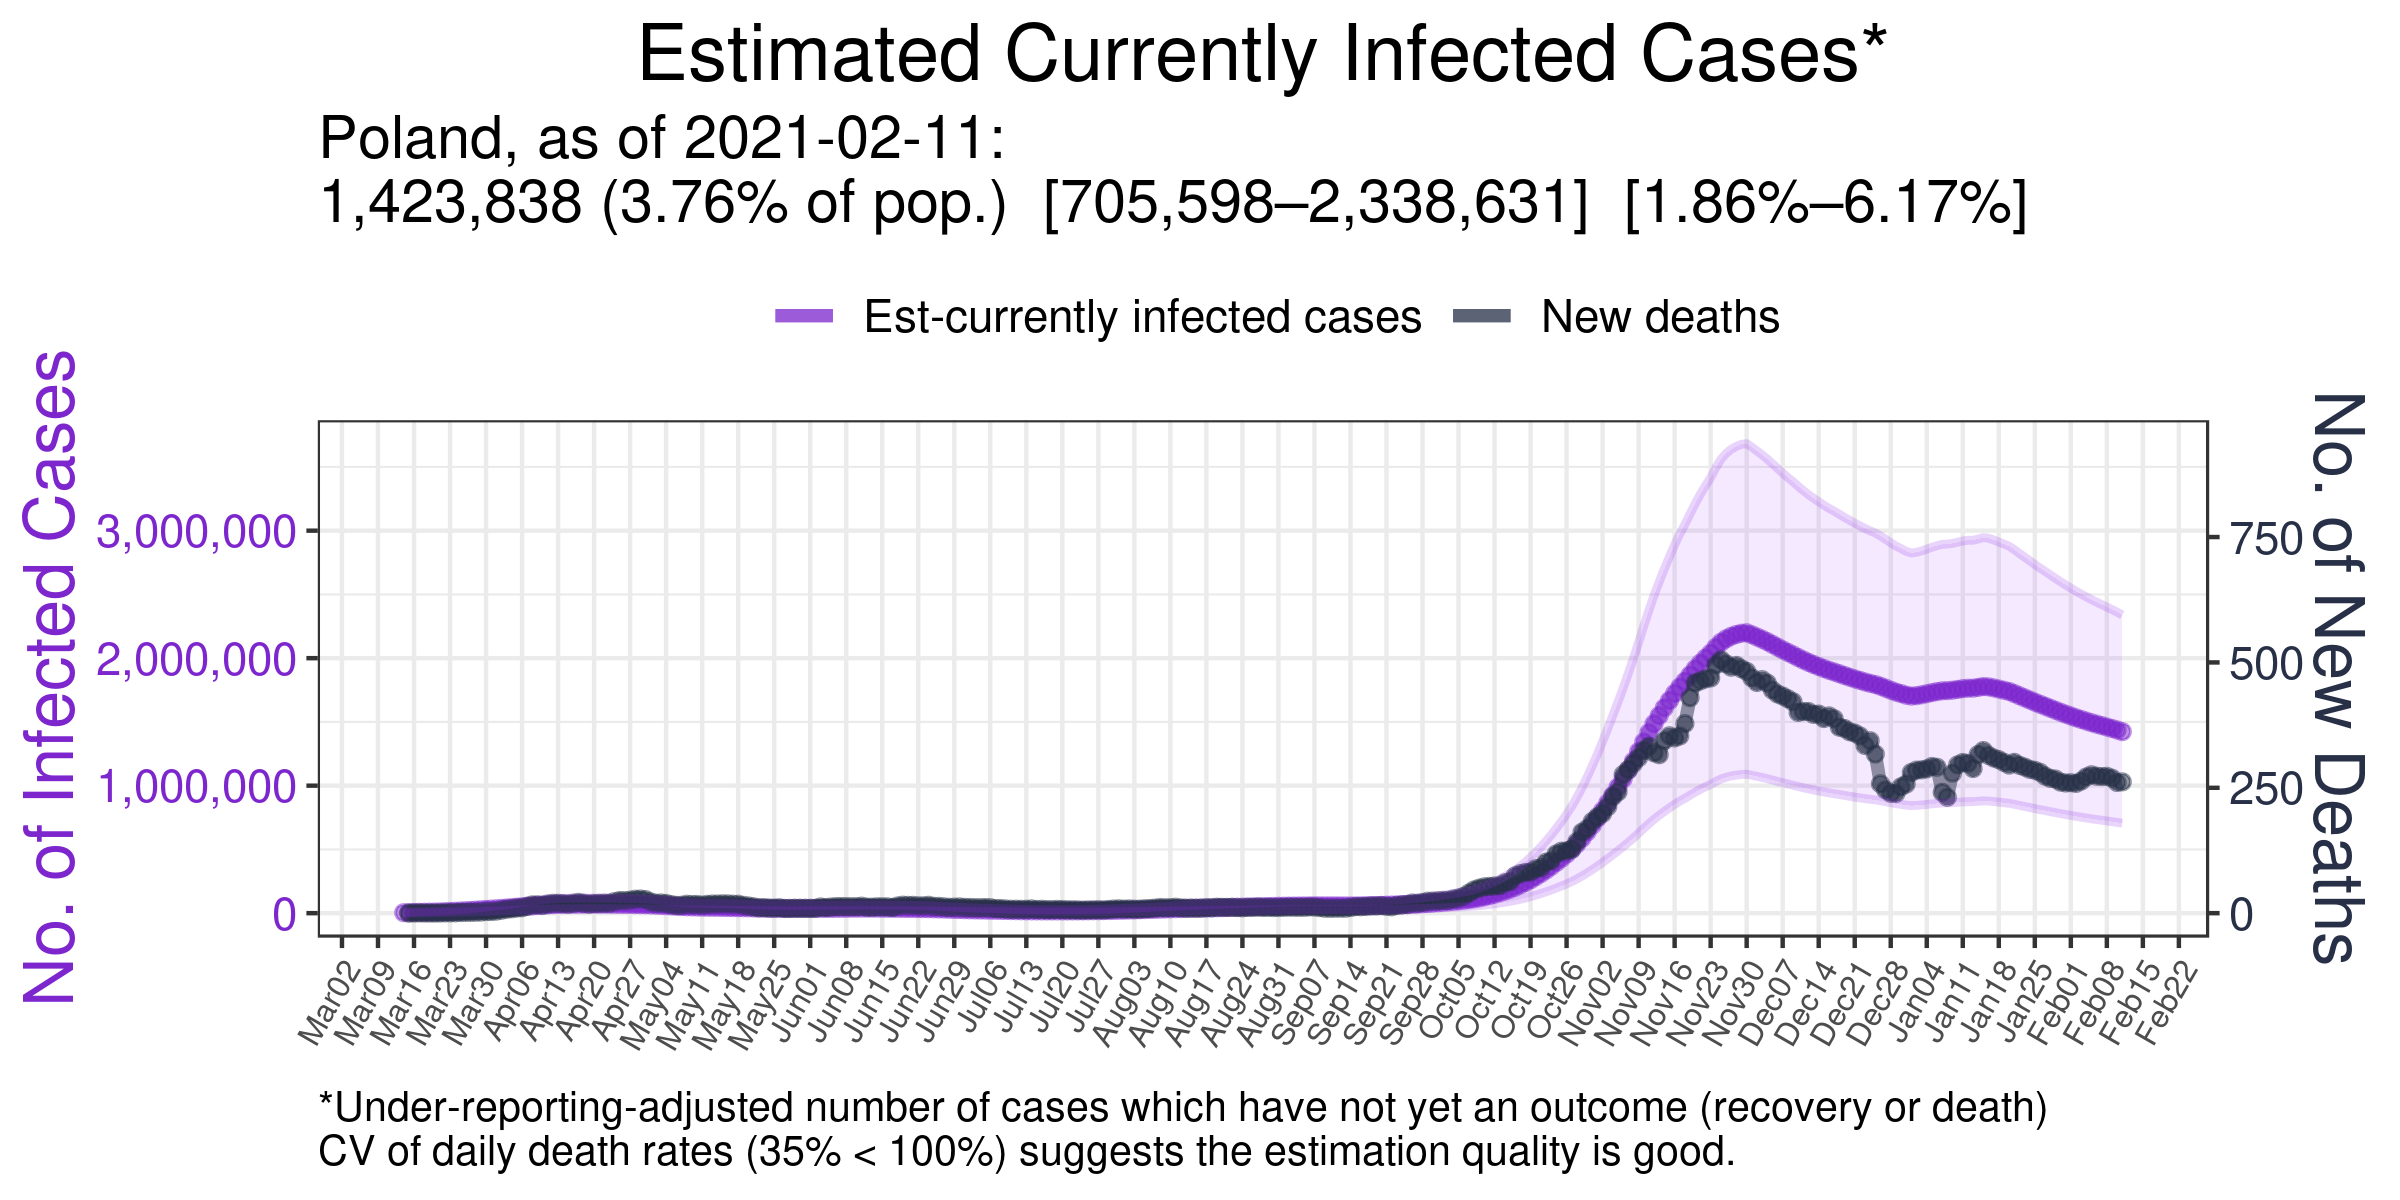 Estimated Currently Infected Cases*
Poland, as of 2021-02-11:
1,423,838 (3.76% of pop.) [705,598–2,338,631] [1.86%–6.17%]
Est-currently infected cases
New deaths
No. of Infected Cases
3,000,000
2,000,000
1,000,000
0
750
500
250
0
No. of New Deaths
Mar02
Mar09
Mar16
Mar23
Mar30
Apr06
Apr13
Apr20
Apr27
May04
May11
May18
May25
Jun01
Jun08
Jun15
Jun22
Jun29
Jul06
Jul13
Jul20
Jul27
Aug03
Aug10
Aug17
Aug24
Aug31
Sep07
Sep14
Sep21
Sep28
Oct05
Oct12
Oct19
Oct26
Nov02
Nov09
Nov16
Nov23
Nov30
Dec07
Dec14
Dec21
Dec28
Jan04
Jan11
Jan18
Jan25
Feb01
Feb08
Feb15
Feb22
*Under-reporting-adjusted number of cases which have not yet an outcome (recovery or death)
CV of daily death rates (35% < 100%) suggests the estimation quality is good.